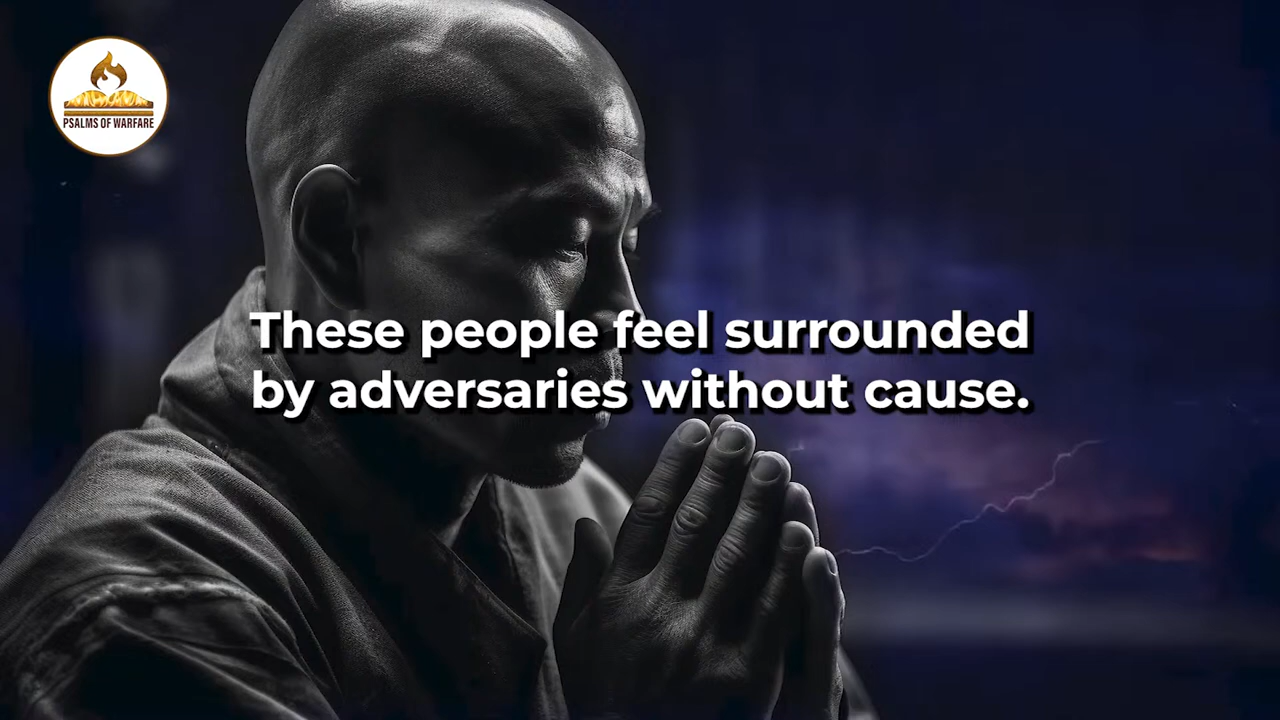 PSALMS OF WARFARE
These people feel surrounded
by adversaries without cause.